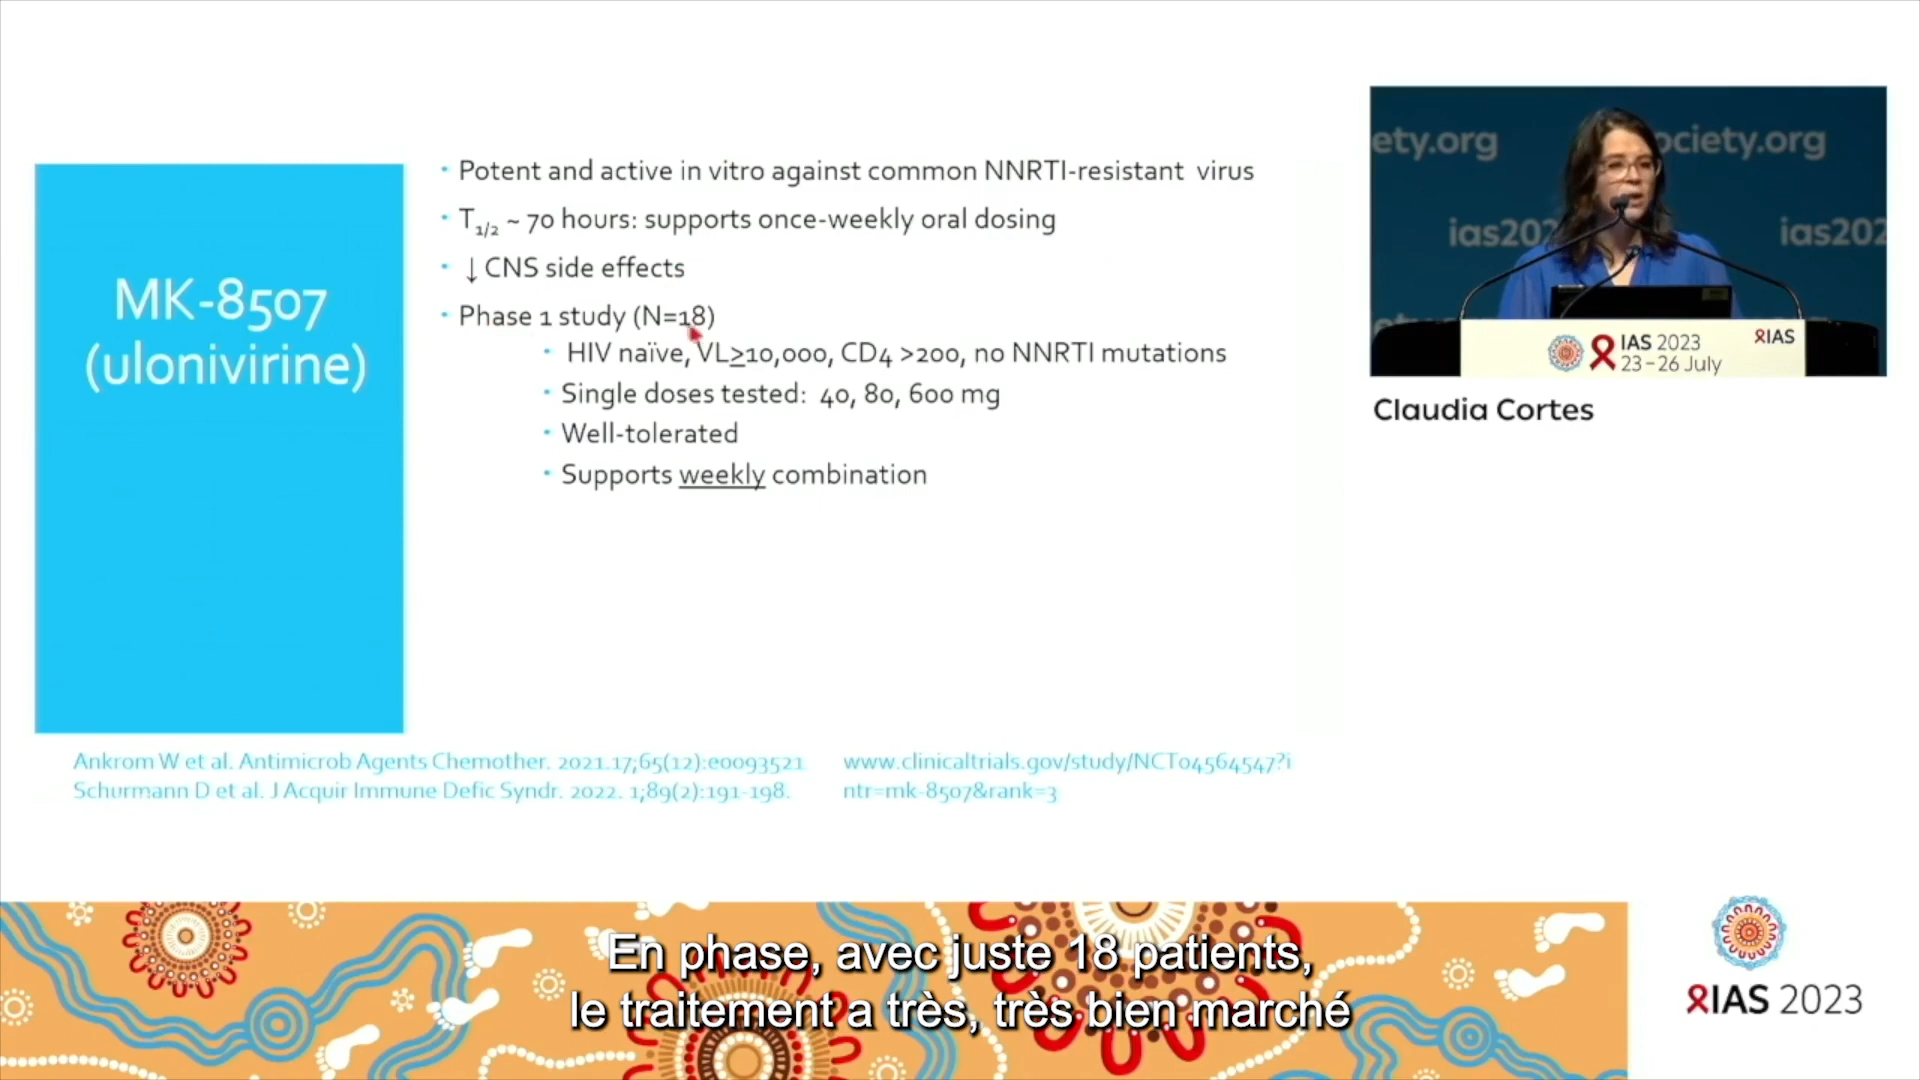 MK-8507
(ulonivirine)
Potent and active in vitro against common NNRTI-resistant virus
T1/2 ~ 70 hours: supports once-weekly oral dosing
↓ CNS side effects
Phase 1 study (N=18)
HIV naïve, VL≥10,000, CD4 >200, no NNRTI mutations
Single doses tested: 40, 80, 600 mg
Well-tolerated
Supports weekly combination
Ankrom W et al. Antimicrob Agents Chemother. 2021.17;65(12):e0093521
Schurmann D et al. J Acquir Immune Defic Syndr. 2022. 1;89(2):191-198.
www.clinicaltrials.gov/study/NCT04564547?i
ntr=mk-8507&rank=3
ety.org
ociety.org
ias202
ias202
IAS 2023
23–26 July
IAS
Claudia Cortes
En phase, avec juste 18 patients,
le traitement a très, très bien marché
IAS 2023